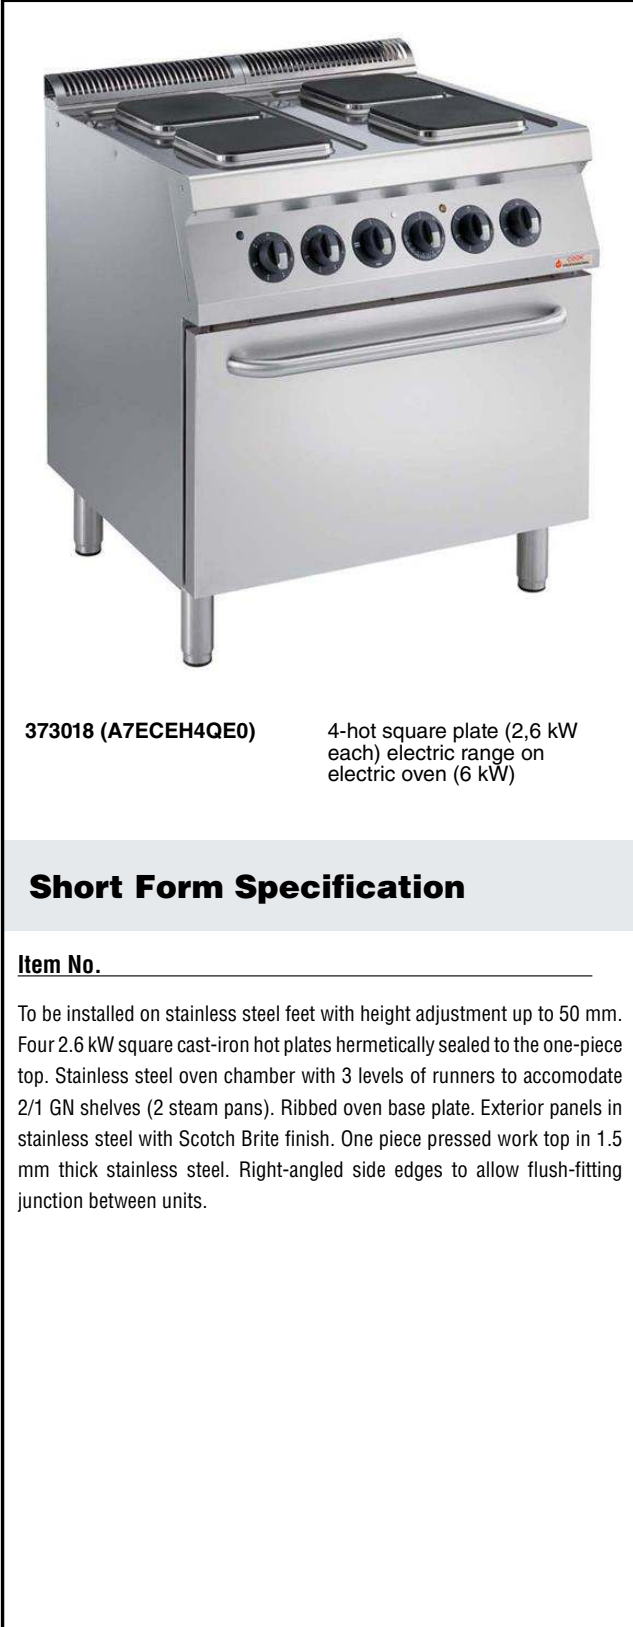 COOK
373018 (A7ECEH4QE0)
4-hot square plate (2,6 kW
each) electric range on
electric oven (6 kW)
Short Form Specification
Item No.
To be installed on stainless steel feet with height adjustment up to 50 mm.
Four 2.6 kW square cast-iron hot plates hermetically sealed to the one-piece
top. Stainless steel oven chamber with 3 levels of runners to accomodate
2/1 GN shelves (2 steam pans). Ribbed oven base plate. Exterior panels in
stainless steel with Scotch Brite finish. One piece pressed work top in 1.5
mm thick stainless steel. Right-angled side edges to allow flush-fitting
junction between units.